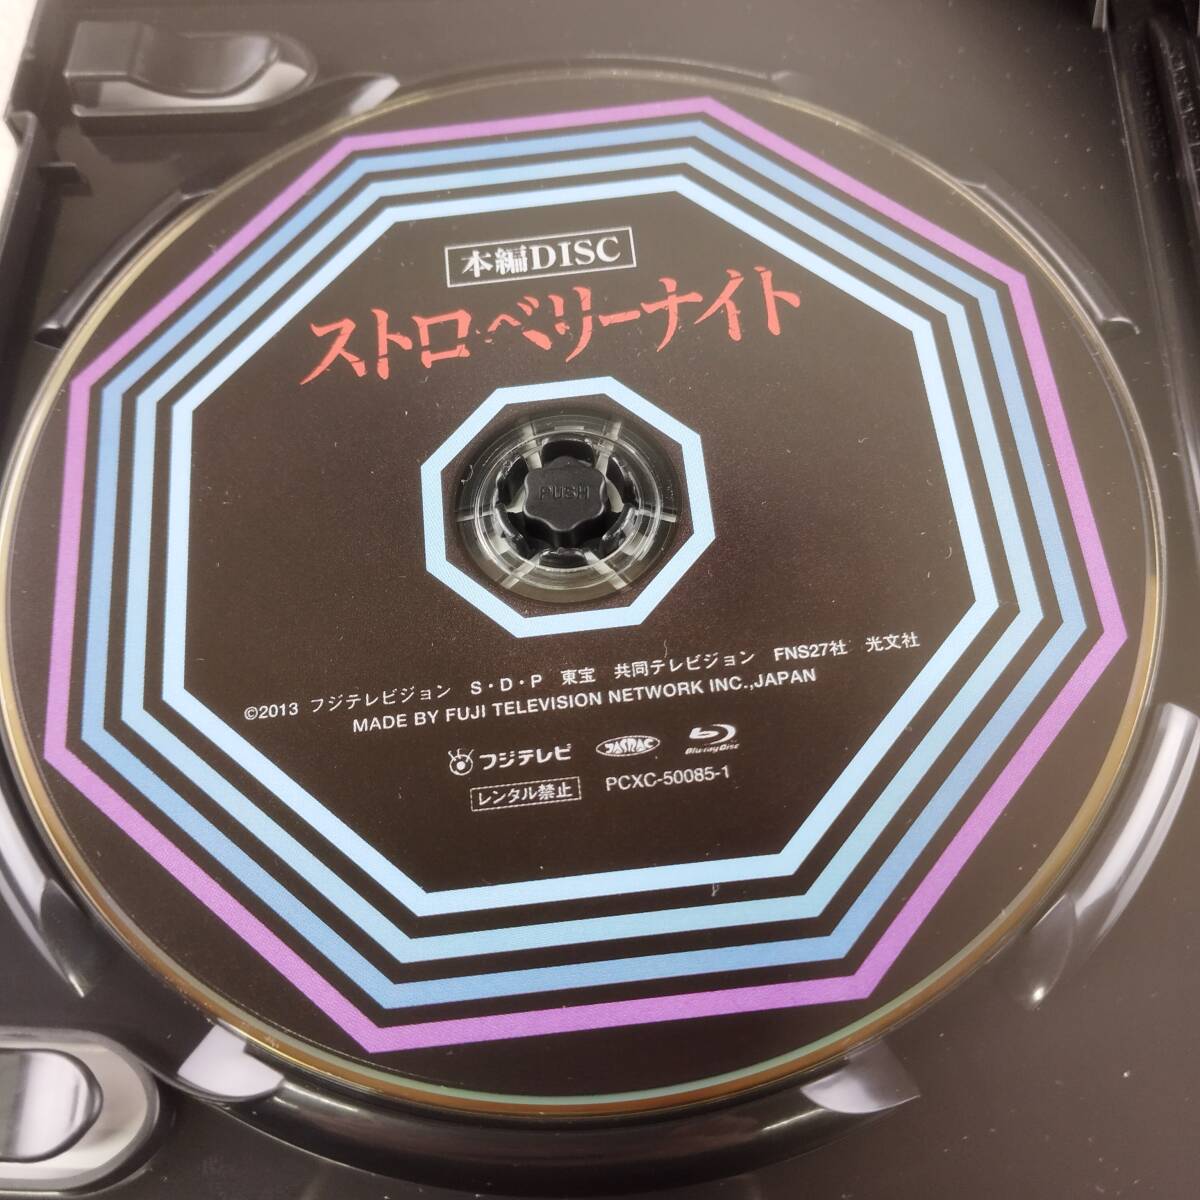 本編DISC
ストロベリーナイト
PUSH
©2013 フジテレビジョン S・D・P 東宝 共同テレビジョン FNS27社 光文社
MADE BY FUJI TELEVISION NETWORK INC.,JAPAN
フジテレビ JASRAC Blu-ray Disc
レンタル禁止 PCXC-50085-1